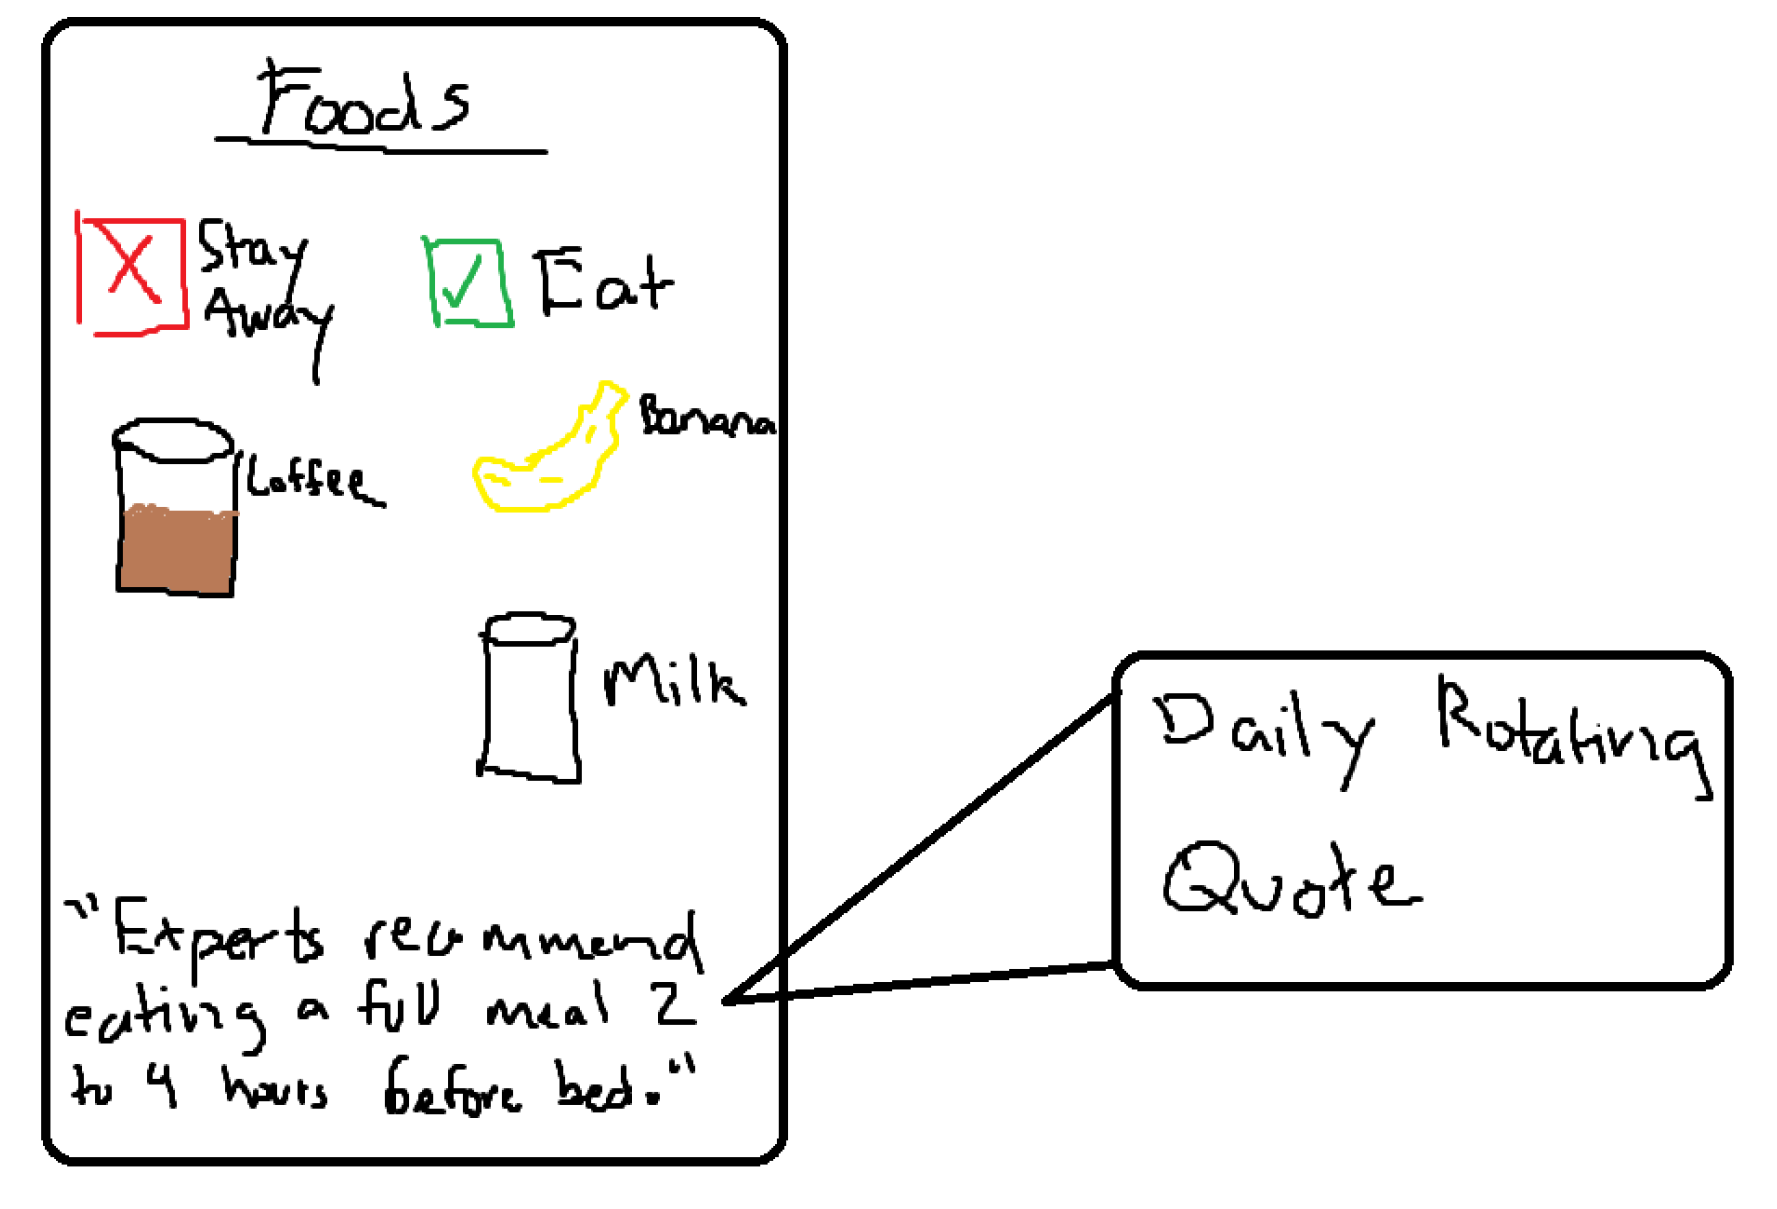 Foods
Stay
Away
Eat
Coffee
Banana
Milk
"Experts recommend
eating a full meal 2
to 4 hours before bed."
Daily Rotating
Quote